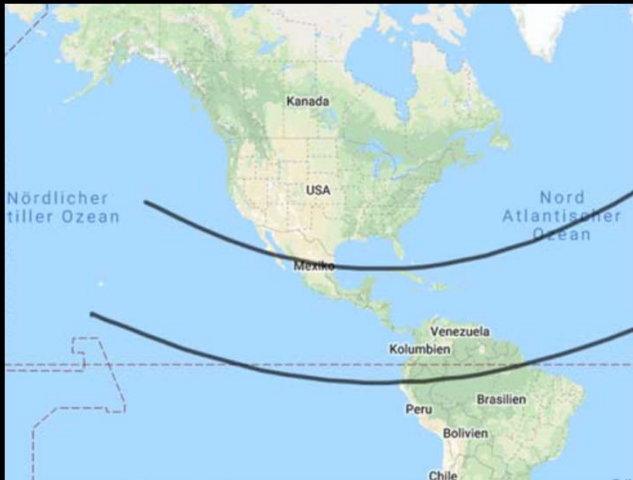 Kanada
USA
Nördlicher
tiller Ozean
Nord
Atlantischer
Ozean
Mexiko
Venezuela
Kolumbien
Brasilien
Peru
Bolivien
Chile